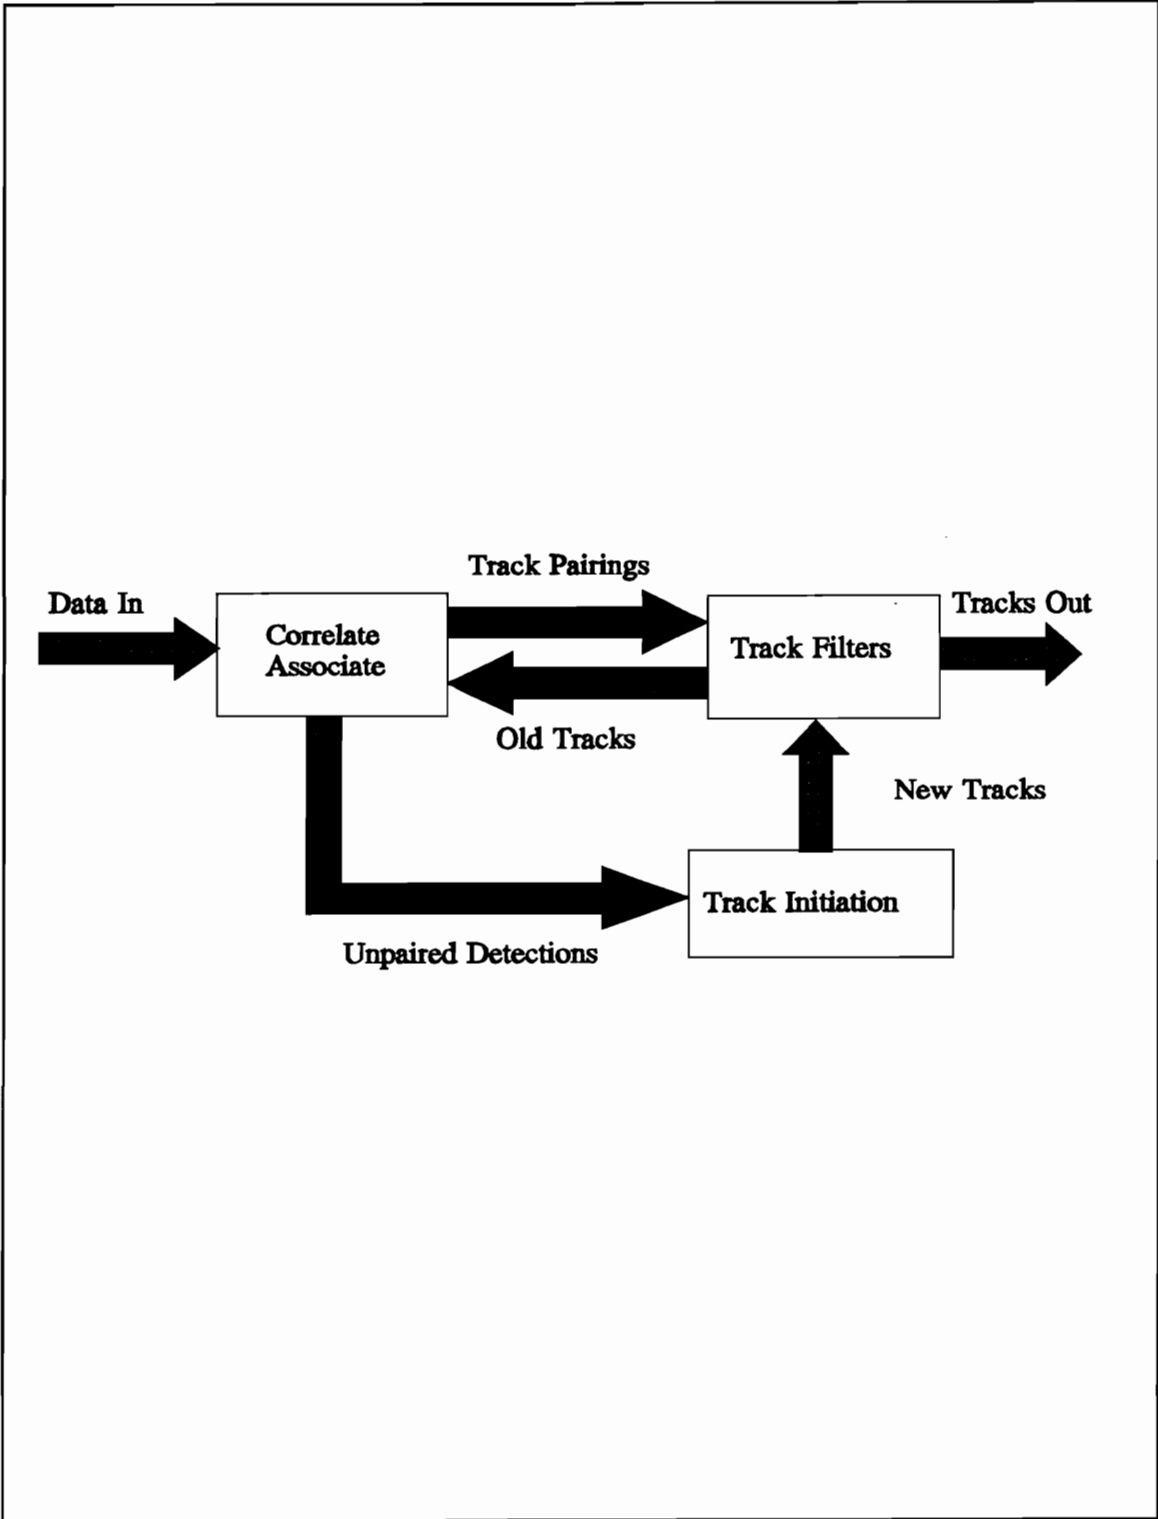 Track Pairings
Data In
Tracks Out
Correlate
Associate
Track Filters
Old Tracks
New Tracks
Track Initiation
Unpaired Detections